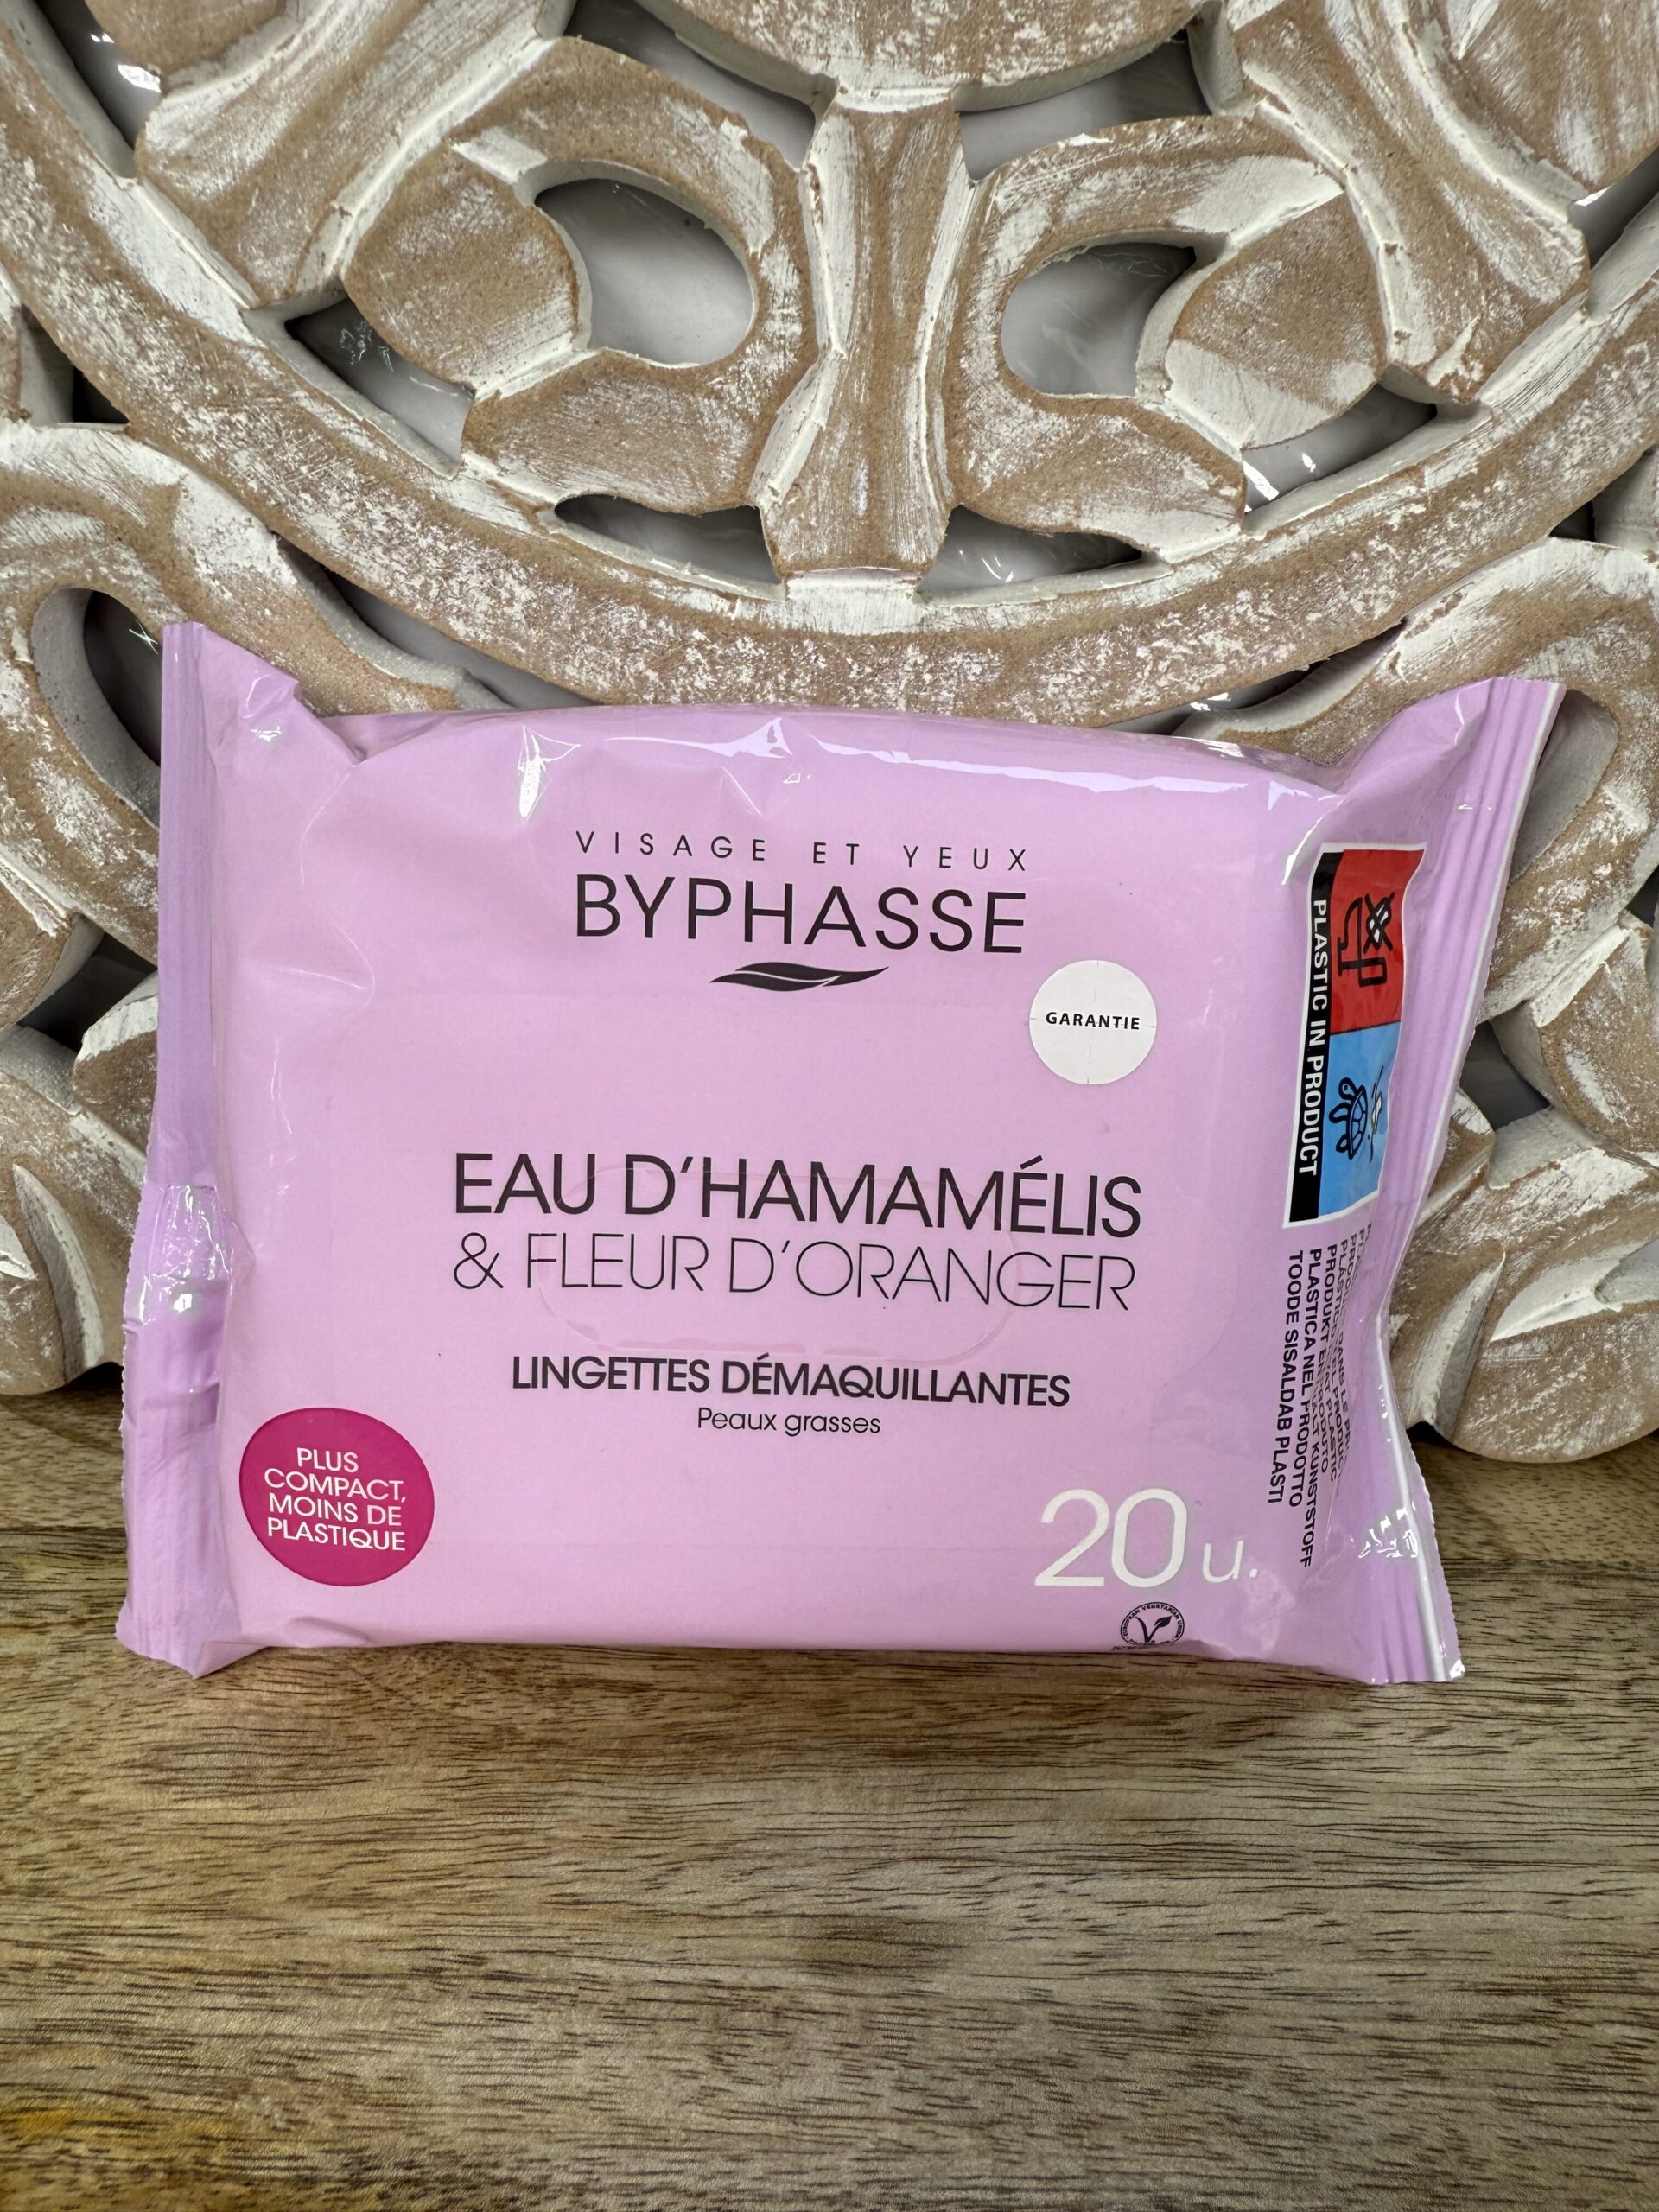 VISAGE ET YEUX
BYPHASSE
GARANTIE
EAU D'HAMAMÉLIS
& FLEUR D'ORANGER
LINGETTES DÉMAQUILLANTES
Peaux grasses
PLUS
COMPACT,
MOINS DE
PLASTIQUE
20 u.
PLASTIC IN PRODUCT
PLASTICA NEL PRODOTTO
TOODE SISALDAB PLASTI